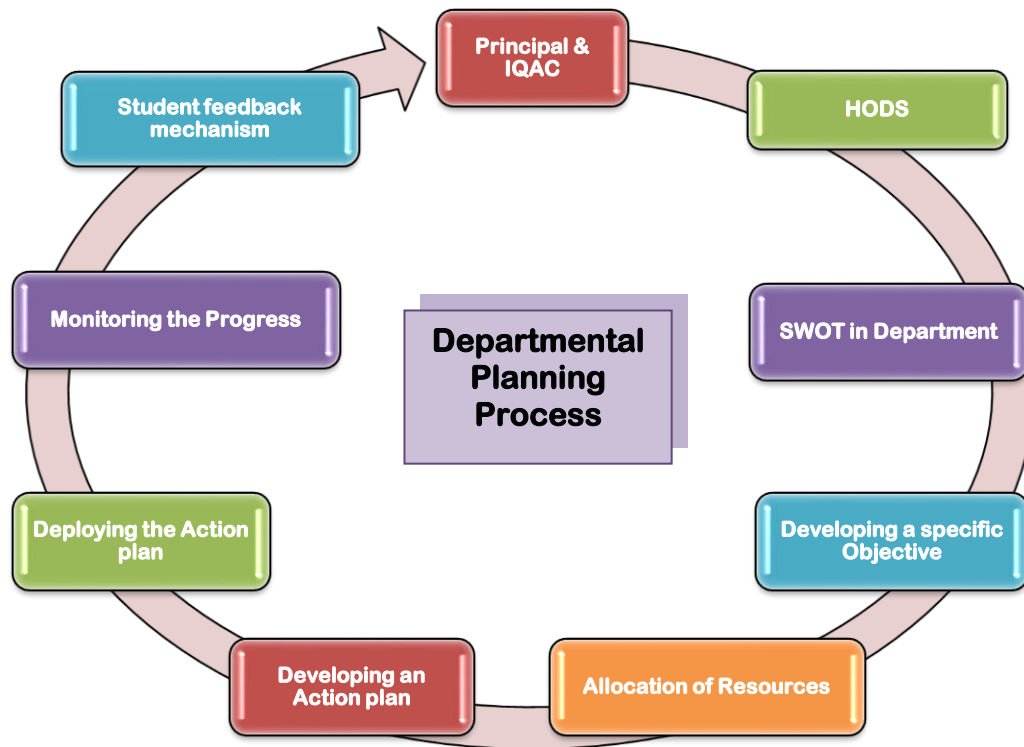 Principal &
IQAC
HODS
SWOT in Department
Developing a specific
Objective
Allocation of Resources
Developing an
Action plan
Deploying the Action
plan
Monitoring the Progress
Student feedback
mechanism
Departmental
Planning
Process